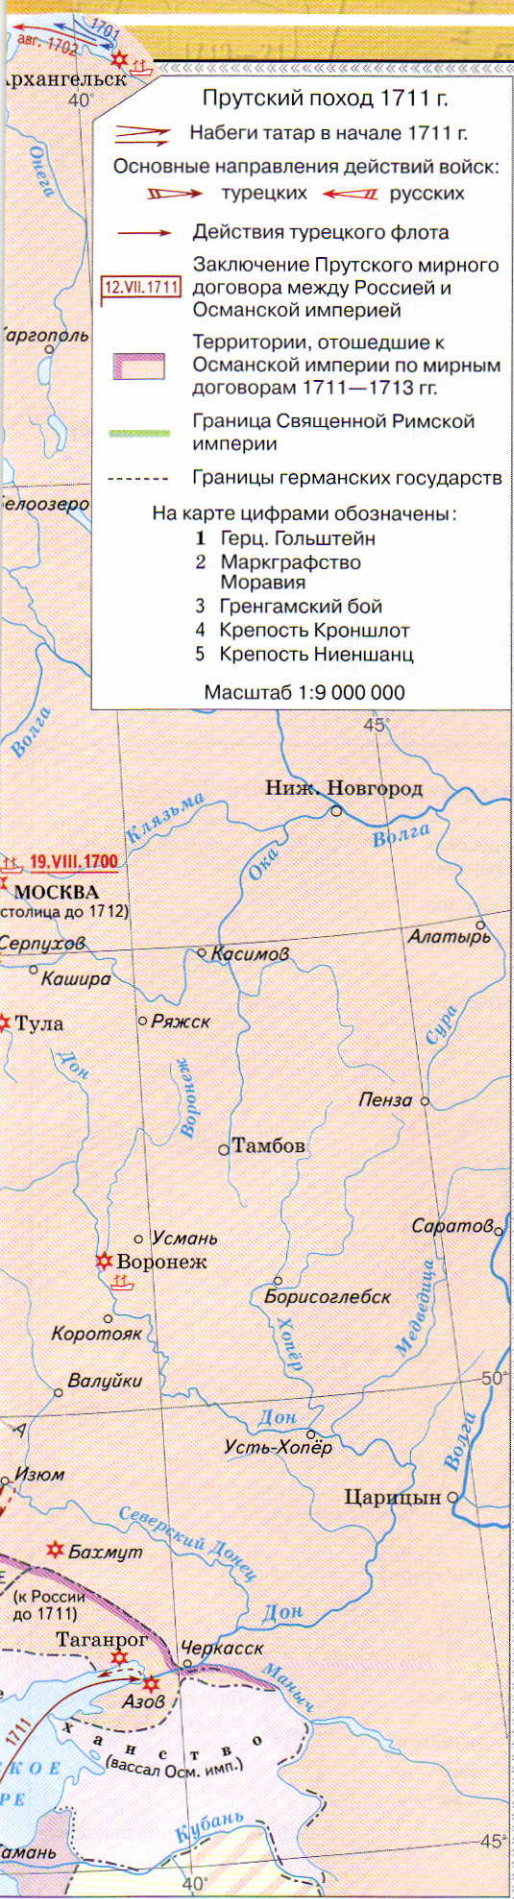 1701
авг. 1702
Архангельск
40°
Прутский поход 1711 г.
Набеги татар в начале 1711 г.
Основные направления действий войск:
турецких русских
Действия турецкого флота
12.VII.1711
Заключение Прутского мирного
договора между Россией и
Османской империей
Территории, отошедшие к
Османской империи по мирным
договорам 1711—1713 гг.
Граница Священной Римской
империи
Границы германских государств
На карте цифрами обозначены:
1 Герц. Гольштейн
2 Маркграфство
Моравия
3 Гренгамский бой
4 Крепость Кроншлот
5 Крепость Ниеншанц
Масштаб 1:9 000 000
Онега
аргополь
елоозеро
Волга
45°
Ниж. Новгород
Клязьма
Волга
Ока
19.VIII.1700
МОСКВА
столица до 1712)
Серпухов
Касимов
Алатырь
Кашира
Тула
Ряжск
Сура
Дон
Воронеж
Пенза
Тамбов
Усмань
Саратов
Воронеж
Борисоглебск
Медведица
Коротояк
Хопёр
Валуйки
50°
Дон
Усть-Хопёр
Волга
Изюм
Царицын
Северский Донец
Бахмут
(к России
до 1711)
Дон
Таганрог
Черкасск
Азов
Маныч
1711
ханство
(вассал Осм. имп.)
КОЕ
РЕ
Кубань
амань
45°
40°